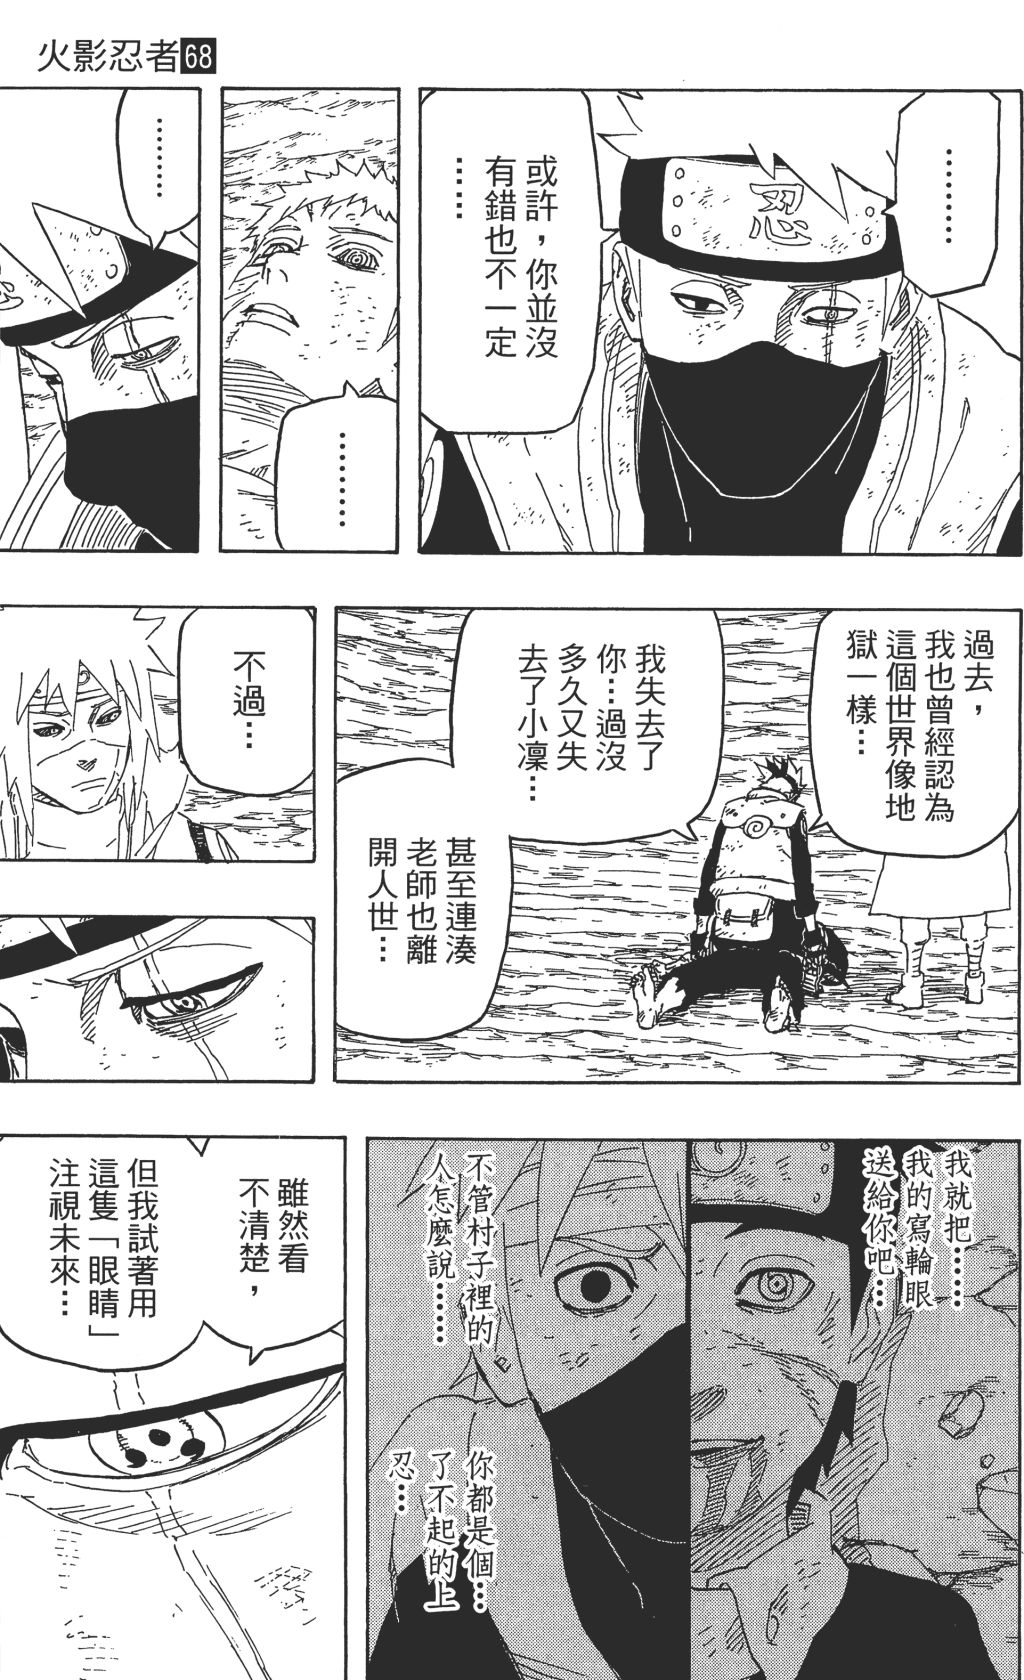 火影忍者68
………
忍
或許，你並沒
有錯也不一定
……
………
………
過去，
我也曾經認為
這個世界像地
獄一樣…
我失去了
你…過沒
多久又失
去了小凜…
甚至連湊
老師也離
開人世…
不過…
我就把……
我的寫輪眼
送給你吧…
不管村子裡的
人怎麼說……
你都是個…
了不起的上
忍…
雖然看
不清楚，
但我試著用
這隻「眼睛」
注視未來…